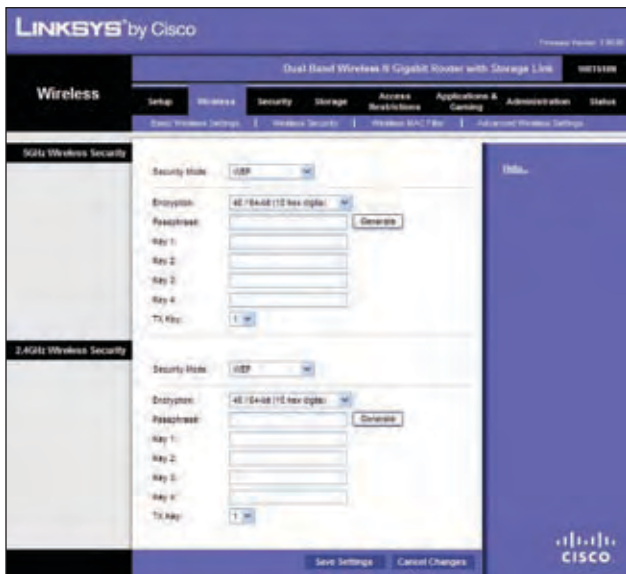 LINKSYS® by Cisco
Dual Band Wireless N Gigabit Router with Storage Link
Wireless
Setup
Wireless
Security
Storage
Access Restrictions
Applications & Gaming
Administration
Status
Basic Wireless Settings | Wireless Security | Wireless MAC Filter | Advanced Wireless Settings
5GHz Wireless Security
Security Mode: WEP
Help...
Encryption: 40 / 64-bit (10 hex digits)
Passphrase: Generate
Key 1:
Key 2:
Key 3:
Key 4:
TX Key: 1
2.4GHz Wireless Security
Security Mode: WEP
Encryption: 40 / 64-bit (10 hex digits)
Passphrase: Generate
Key 1:
Key 2:
Key 3:
Key 4:
TX Key: 1
Save Settings
Cancel Changes
CISCO